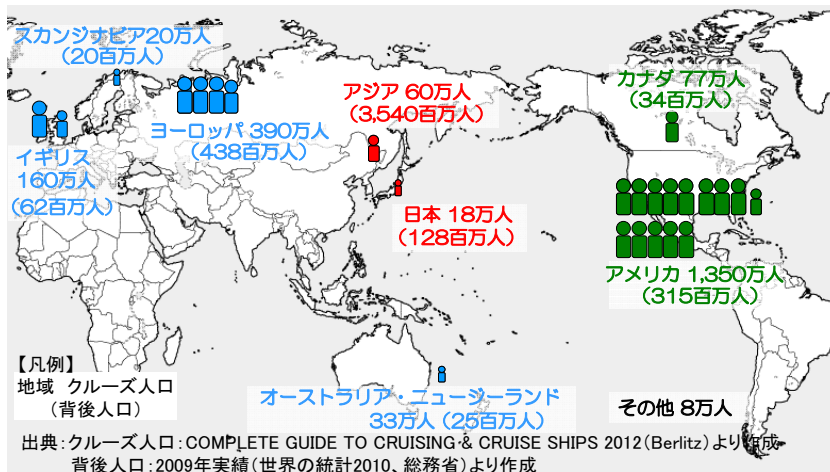 スカンジナビア20万人
(20百万人)
ヨーロッパ 390万人
(438百万人)
イギリス
160万人
(62百万人)
アジア 60万人
(3,540百万人)
日本 18万人
(128百万人)
カナダ 77万人
(34百万人)
アメリカ 1,350万人
(315百万人)
オーストラリア・ニュージーランド
33万人 (25百万人)
その他 8万人
【凡例】
地域 クルーズ人口
(背後人口)
出典:クルーズ人口:COMPLETE GUIDE TO CRUISING & CRUISE SHIPS 2012(Berlitz)より作成
背後人口:2009年実績(世界の統計2010、総務省)より作成